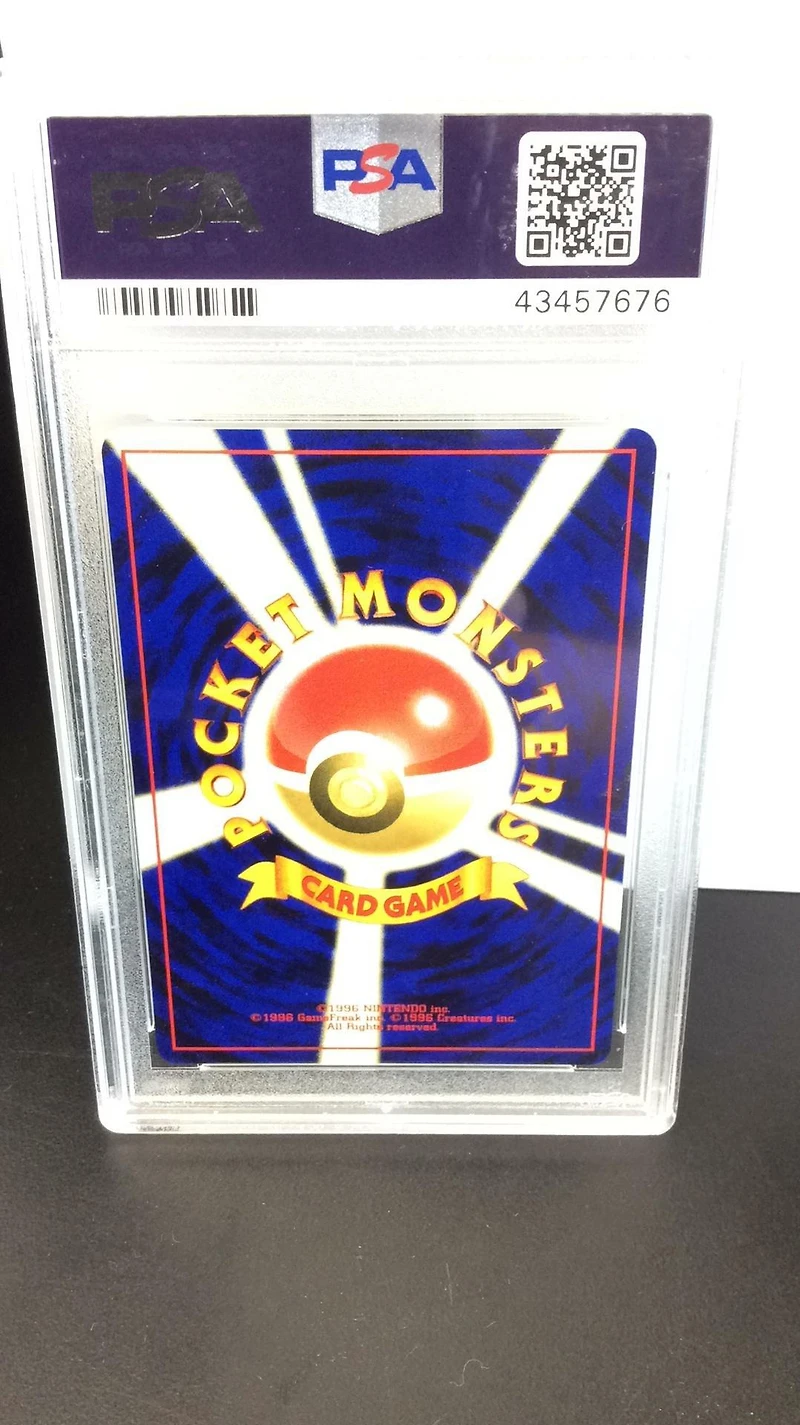 PSA
PSA
43457676
POCKET MONSTERS
CARD GAME
©1996 NINTENDO inc.
©1996 GameFreak inc. ©1996 Creatures inc.
All Rights reserved.